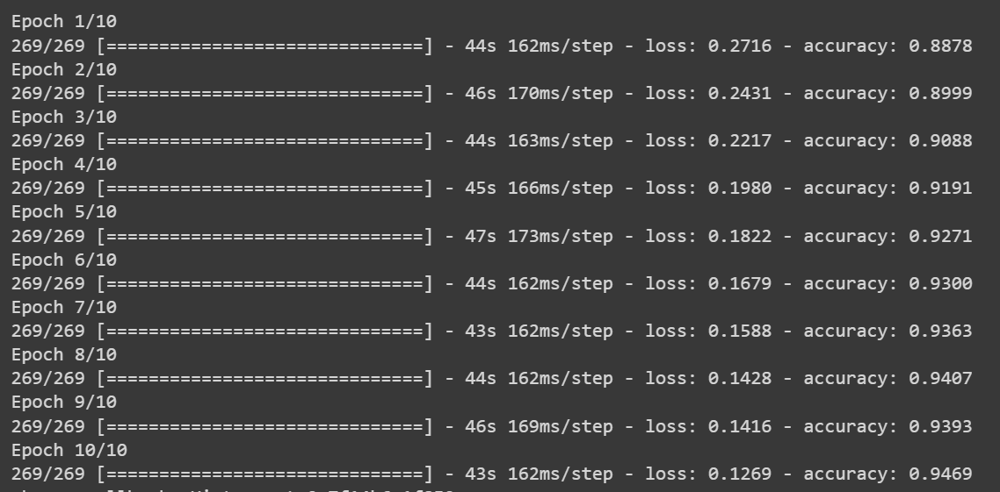 Epoch 1/10
269/269 [==============================] - 44s 162ms/step - loss: 0.2716 - accuracy: 0.8878
Epoch 2/10
269/269 [==============================] - 46s 170ms/step - loss: 0.2431 - accuracy: 0.8999
Epoch 3/10
269/269 [==============================] - 44s 163ms/step - loss: 0.2217 - accuracy: 0.9088
Epoch 4/10
269/269 [==============================] - 45s 166ms/step - loss: 0.1980 - accuracy: 0.9191
Epoch 5/10
269/269 [==============================] - 47s 173ms/step - loss: 0.1822 - accuracy: 0.9271
Epoch 6/10
269/269 [==============================] - 44s 162ms/step - loss: 0.1679 - accuracy: 0.9300
Epoch 7/10
269/269 [==============================] - 43s 162ms/step - loss: 0.1588 - accuracy: 0.9363
Epoch 8/10
269/269 [==============================] - 44s 162ms/step - loss: 0.1428 - accuracy: 0.9407
Epoch 9/10
269/269 [==============================] - 46s 169ms/step - loss: 0.1416 - accuracy: 0.9393
Epoch 10/10
269/269 [==============================] - 43s 162ms/step - loss: 0.1269 - accuracy: 0.9469